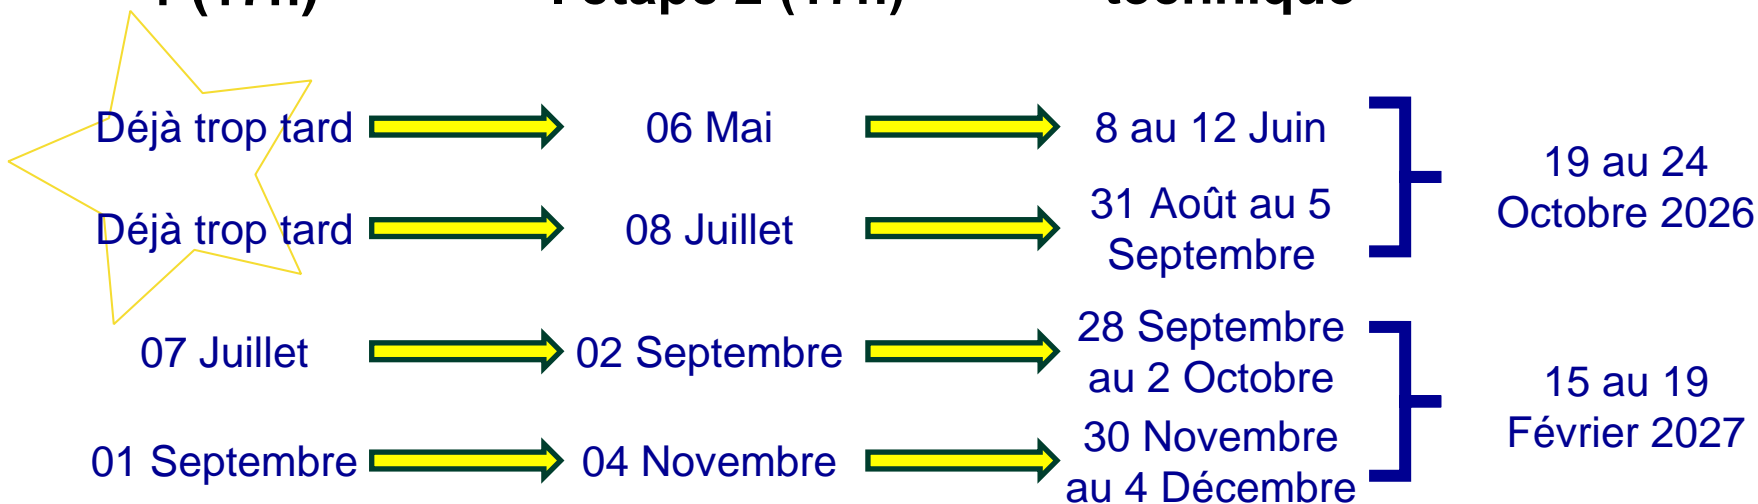 technique
Déjà trop tard 06 Mai 8 au 12 Juin
19 au 24
Octobre 2026
Déjà trop tard 08 Juillet 31 Août au 5
Septembre
07 Juillet 02 Septembre 28 Septembre
au 2 Octobre
15 au 19
Février 2027
01 Septembre 04 Novembre 30 Novembre
au 4 Décembre